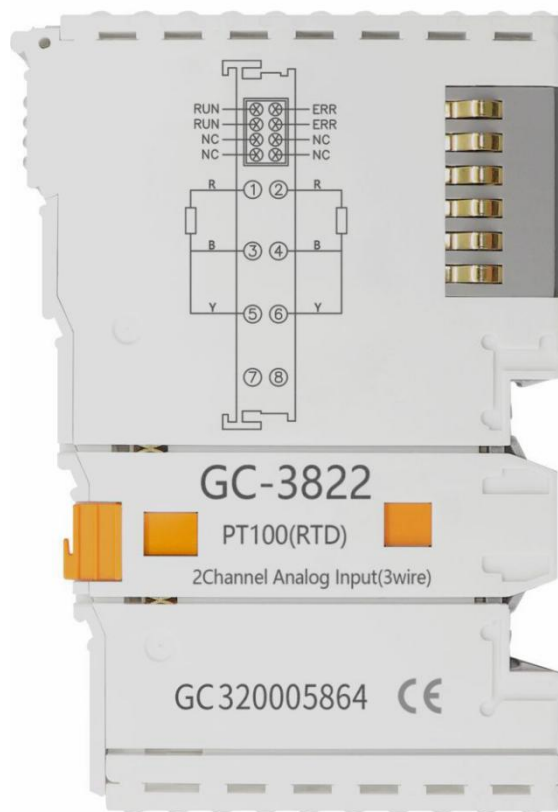 RUN ERR
RUN ERR
NC NC
NC NC
R 1 2 R
B 3 4 B
Y 5 6 Y
7 8
GC-3822
PT100(RTD)
2Channel Analog Input(3wire)
GC320005864 CE